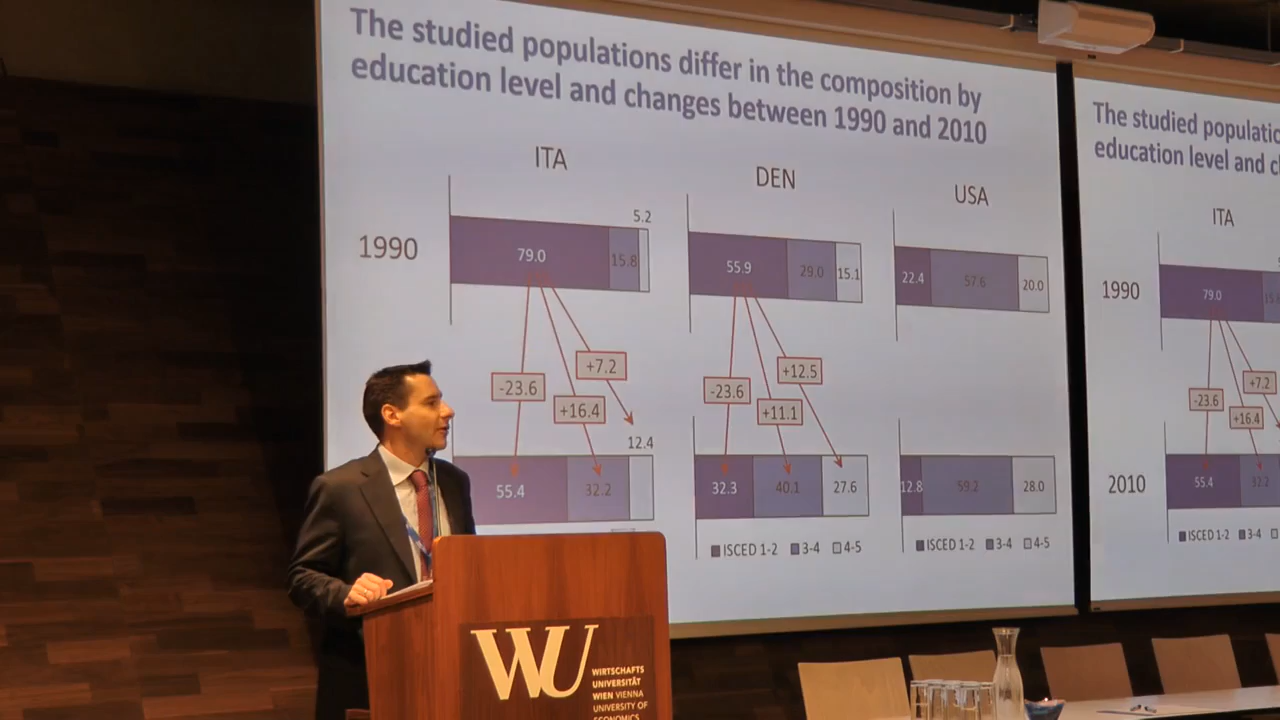 The studied populations differ in the composition by
education level and changes between 1990 and 2010
ITA
DEN
USA
1990
5.2
79.0
15.8
55.9
29.0
15.1
22.4
57.6
20.0
-23.6
+16.4
+7.2
-23.6
+11.1
+12.5
12.4
55.4
32.2
32.3
40.1
27.6
12.8
59.2
28.0
ISCED 1-2 3-4 4-5
ISCED 1-2 3-4 4-5
The studied
education level and
ITA
1990
79.0
-23.6
+16.4
+7.2
2010
55.4
32.2
ISCED 1-2 3-4
WU
WIRTSCHAFTS
UNIVERSITÄT
WIEN VIENNA
UNIVERSITY OF
ECONOMICS